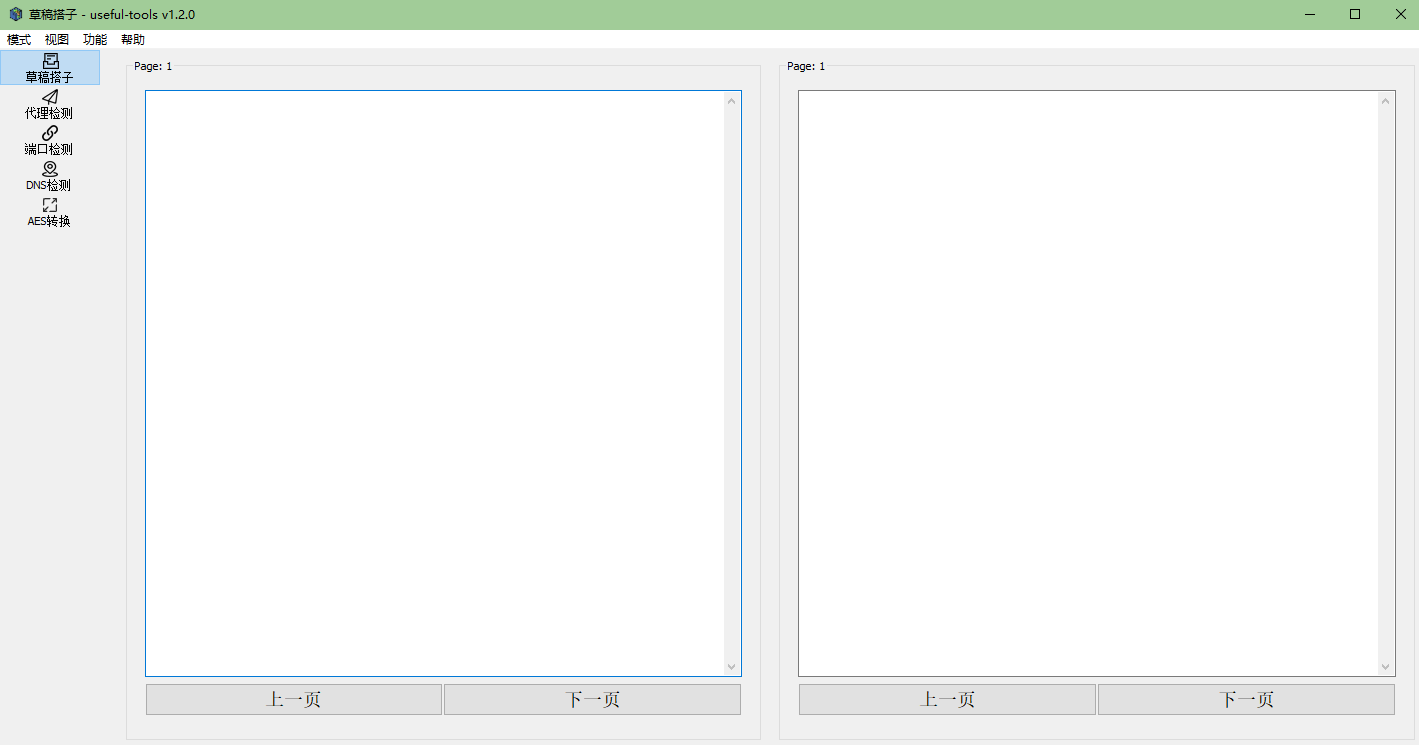 草稿搭子 - useful-tools v1.2.0
模式 视图 功能 帮助
草稿搭子
代理检测
端口检测
DNS检测
AES转换
Page: 1
上一页 下一页
Page: 1
上一页 下一页